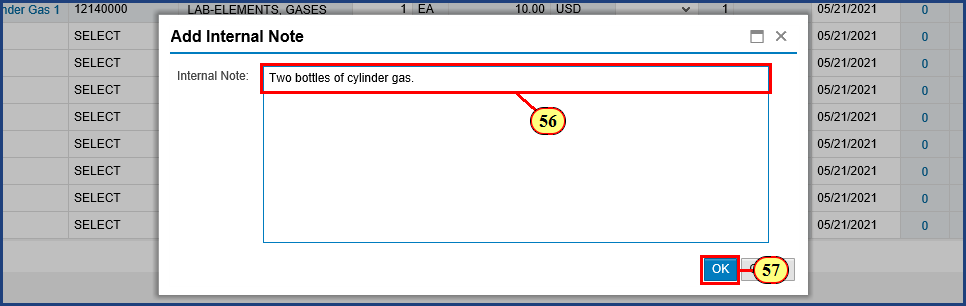 nder Gas 1 12140000 LAB-ELEMENTS, GASES 1 EA 10.00 USD 1 05/21/2021 0
SELECT 05/21/2021 0
Add Internal Note
SELECT 05/21/2021 0
Internal Note: Two bottles of cylinder gas.
SELECT 05/21/2021 0
56
SELECT 05/21/2021 0
SELECT 05/21/2021 0
SELECT 05/21/2021 0
SELECT 05/21/2021 0
SELECT 05/21/2021 0
OK 57